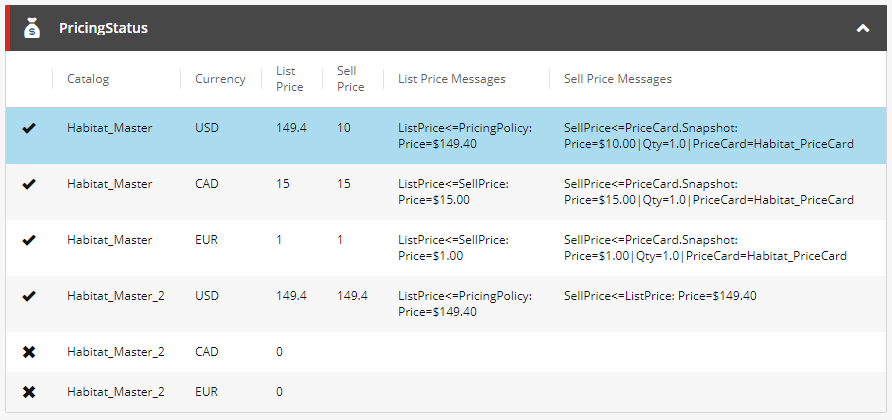 PricingStatus
Catalog Currency List Price Sell Price List Price Messages Sell Price Messages
Habitat_Master USD 149.4 10 ListPrice<=PricingPolicy: SellPrice<=PriceCard.Snapshot:
Price=$149.40 Price=$10.00|Qty=1.0|PriceCard=Habitat_PriceCard
Habitat_Master CAD 15 15 ListPrice<=SellPrice: SellPrice<=PriceCard.Snapshot:
Price=$15.00 Price=$15.00|Qty=1.0|PriceCard=Habitat_PriceCard
Habitat_Master EUR 1 1 ListPrice<=SellPrice: SellPrice<=PriceCard.Snapshot:
Price=$1.00 Price=$1.00|Qty=1.0|PriceCard=Habitat_PriceCard
Habitat_Master_2 USD 149.4 149.4 ListPrice<=PricingPolicy: SellPrice<=ListPrice: Price=$149.40
Price=$149.40
Habitat_Master_2 CAD 0
Habitat_Master_2 EUR 0